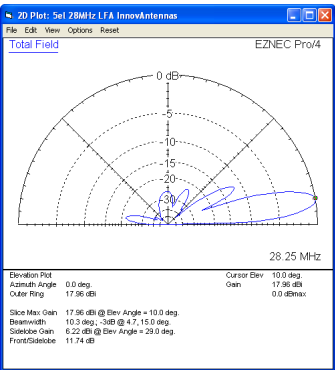 2D Plot: 5el 28MHz LFA InnovAntennas
File Edit View Options Reset
Total Field EZNEC Pro/4
0 dB
-5
-10
-15
-20
-30
28.25 MHz
Elevation Plot Cursor Elev 10.0 deg.
Azimuth Angle 0.0 deg. Gain 17.96 dBi
Outer Ring 17.96 dBi 0.0 dBmax
Slice Max Gain 17.96 dBi @ Elev Angle = 10.0 deg.
Beamwidth 10.3 deg.; -3dB @ 4.7, 15.0 deg.
Sidelobe Gain 6.22 dBi @ Elev Angle = 29.0 deg.
Front/Sidelobe 11.74 dB